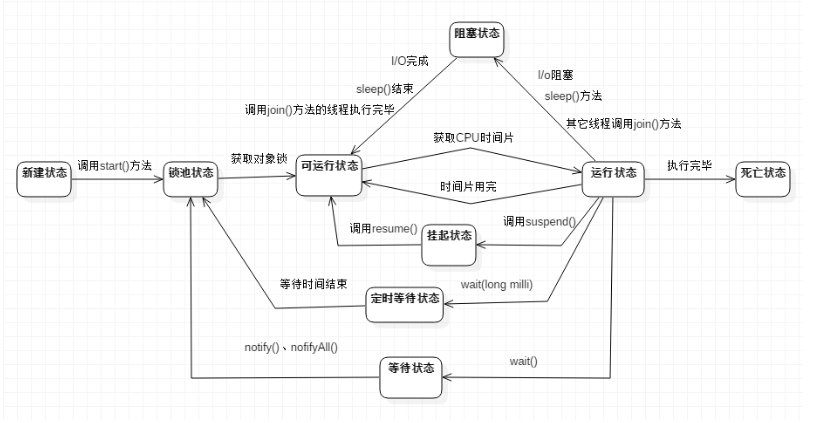 阻塞状态
I/O完成
I/o阻塞
sleep()结束
sleep()方法
调用join()方法的线程执行完毕
其它线程调用join()方法
获取CPU时间片
新建状态
调用start()方法
锁池状态
获取对象锁
可运行状态
运行状态
执行完毕
死亡状态
时间片用完
调用resume()
挂起状态
调用suspend()
等待时间结束
定时等待状态
wait(long milli)
notify()、nofifyAll()
等待状态
wait()